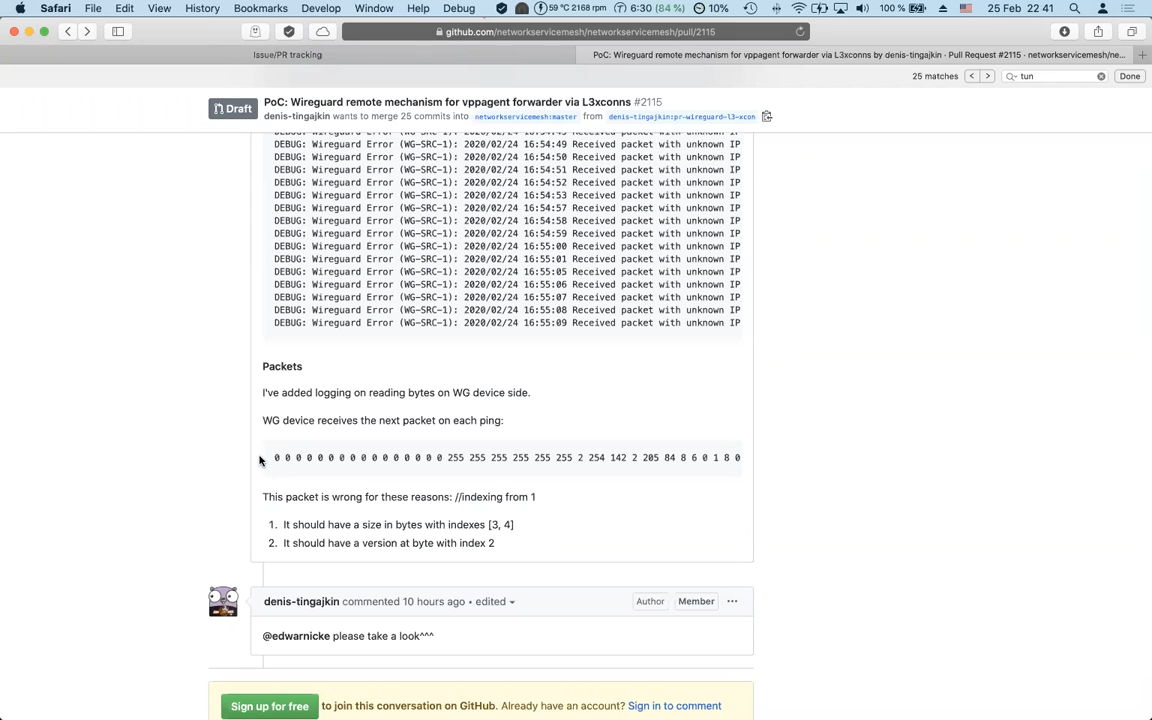 Safari File Edit View History Bookmarks Develop Window Help Debug 59 °C 2168 rpm 6:30 (84 %) 10% 100 % 25 Feb 22 41
github.com/networkservicemesh/networkservicemesh/pull/2115
Issue/PR tracking PoC: Wireguard remote mechanism for vppagent forwarder via L3xconns by denis-tingajkin · Pull Request #2115 · networkservicemesh/ne...
25 matches tun Done
Draft PoC: Wireguard remote mechanism for vppagent forwarder via L3xconns #2115
denis-tingajkin wants to merge 25 commits into networkservicemesh:master from denis-tingajkin:pr-wireguard-l3-xcon
DEBUG: Wireguard Error (WG-SRC-1): 2020/02/24 16:54:49 Received packet with unknown IP
DEBUG: Wireguard Error (WG-SRC-1): 2020/02/24 16:54:50 Received packet with unknown IP
DEBUG: Wireguard Error (WG-SRC-1): 2020/02/24 16:54:51 Received packet with unknown IP
DEBUG: Wireguard Error (WG-SRC-1): 2020/02/24 16:54:52 Received packet with unknown IP
DEBUG: Wireguard Error (WG-SRC-1): 2020/02/24 16:54:53 Received packet with unknown IP
DEBUG: Wireguard Error (WG-SRC-1): 2020/02/24 16:54:57 Received packet with unknown IP
DEBUG: Wireguard Error (WG-SRC-1): 2020/02/24 16:54:58 Received packet with unknown IP
DEBUG: Wireguard Error (WG-SRC-1): 2020/02/24 16:54:59 Received packet with unknown IP
DEBUG: Wireguard Error (WG-SRC-1): 2020/02/24 16:55:00 Received packet with unknown IP
DEBUG: Wireguard Error (WG-SRC-1): 2020/02/24 16:55:01 Received packet with unknown IP
DEBUG: Wireguard Error (WG-SRC-1): 2020/02/24 16:55:05 Received packet with unknown IP
DEBUG: Wireguard Error (WG-SRC-1): 2020/02/24 16:55:06 Received packet with unknown IP
DEBUG: Wireguard Error (WG-SRC-1): 2020/02/24 16:55:07 Received packet with unknown IP
DEBUG: Wireguard Error (WG-SRC-1): 2020/02/24 16:55:08 Received packet with unknown IP
DEBUG: Wireguard Error (WG-SRC-1): 2020/02/24 16:55:09 Received packet with unknown IP
Packets
I've added logging on reading bytes on WG device side.
WG device receives the next packet on each ping:
0 0 0 0 0 0 0 0 0 0 0 0 0 0 0 0 255 255 255 255 255 255 2 254 142 2 205 84 8 6 0 1 8 0
This packet is wrong for these reasons: //indexing from 1
1. It should have a size in bytes with indexes [3, 4]
2. It should have a version at byte with index 2
denis-tingajkin commented 10 hours ago • edited Author Member ···
@edwarnicke please take a look^^^
Sign up for free to join this conversation on GitHub. Already have an account? Sign in to comment